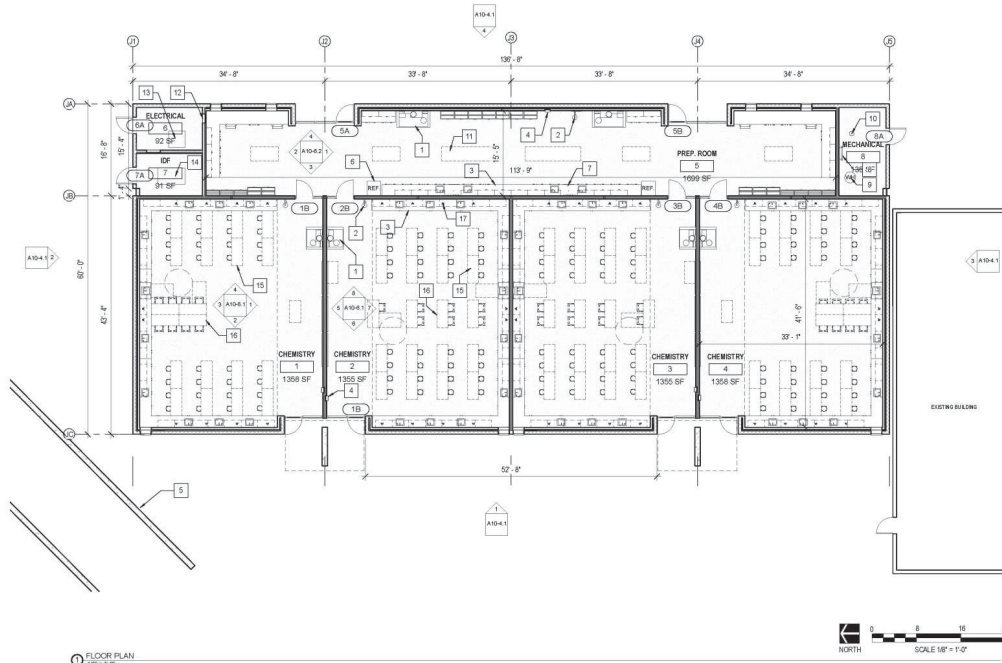 A10-4.1
4
J1
J2
J3
J4
J5
136' - 8"
34' - 8"
33' - 8"
33' - 8"
34' - 8"
JA
13
12
ELECTRICAL
6
92 SF
6A
5A
4
2
A10-6.2
1
3
1
11
4
2
5B
10
8A
MECHANICAL
8
9
16' - 8"
15' - 4"
IDF
7
14
91 SF
7A
15' - 5"
PREP. ROOM
5
1699 SF
6
3
113' - 9"
7
REF.
REF.
JB
1B
2B
3B
4B
2
3
17
1
A10-4.1
2
3
A10-4.1
60' - 0"
43' - 4"
15
4
3
A10-6.1
1
2
16
8
5
A10-6.1
7
6
16
15
41' - 6"
33' - 1"
CHEMISTRY
1
1358 SF
CHEMISTRY
2
1355 SF
CHEMISTRY
3
1355 SF
CHEMISTRY
4
1358 SF
4
1B
JC
EXISTING BUILDING
52' - 8"
5
1
A10-4.1
NORTH
0 8 16
SCALE 1/8" = 1'-0"
1 FLOOR PLAN